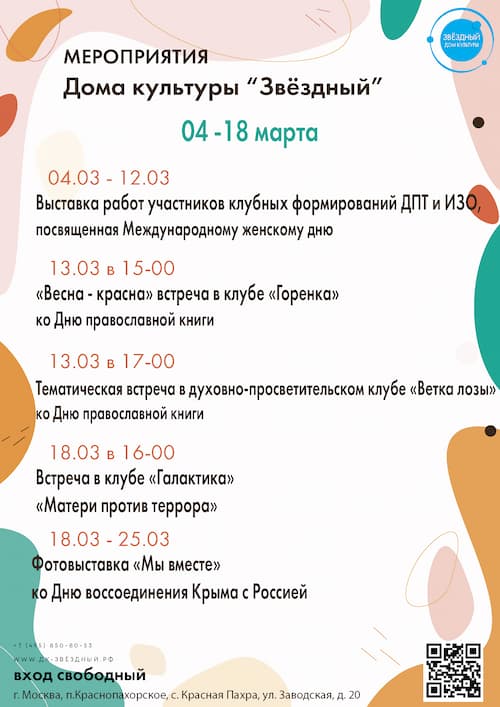 ЗВЁЗДНЫЙ
ДОМ КУЛЬТУРЫ
МЕРОПРИЯТИЯ
Дома культуры “Звёздный”
04 -18 марта
04.03 - 12.03
Выставка работ участников клубных формирований ДПТ и ИЗО,
посвященная Международному женскому дню
13.03 в 15-00
«Весна - красна» встреча в клубе «Горенка»
ко Дню православной книги
13.03 в 17-00
Тематическая встреча в духовно-просветительском клубе «Ветка лозы»
ко Дню православной книги
18.03 в 16-00
Встреча в клубе «Галактика»
«Матери против террора»
18.03 - 25.03
Фотовыставка «Мы вместе»
ко Дню воссоединения Крыма с Россией
+7 (495) 850-80-53
WWW.ДК-ЗВЁЗДНЫЙ.РФ
вход свободный
г. Москва, п.Краснопахорское, с. Красная Пахра, ул. Заводская, д. 20